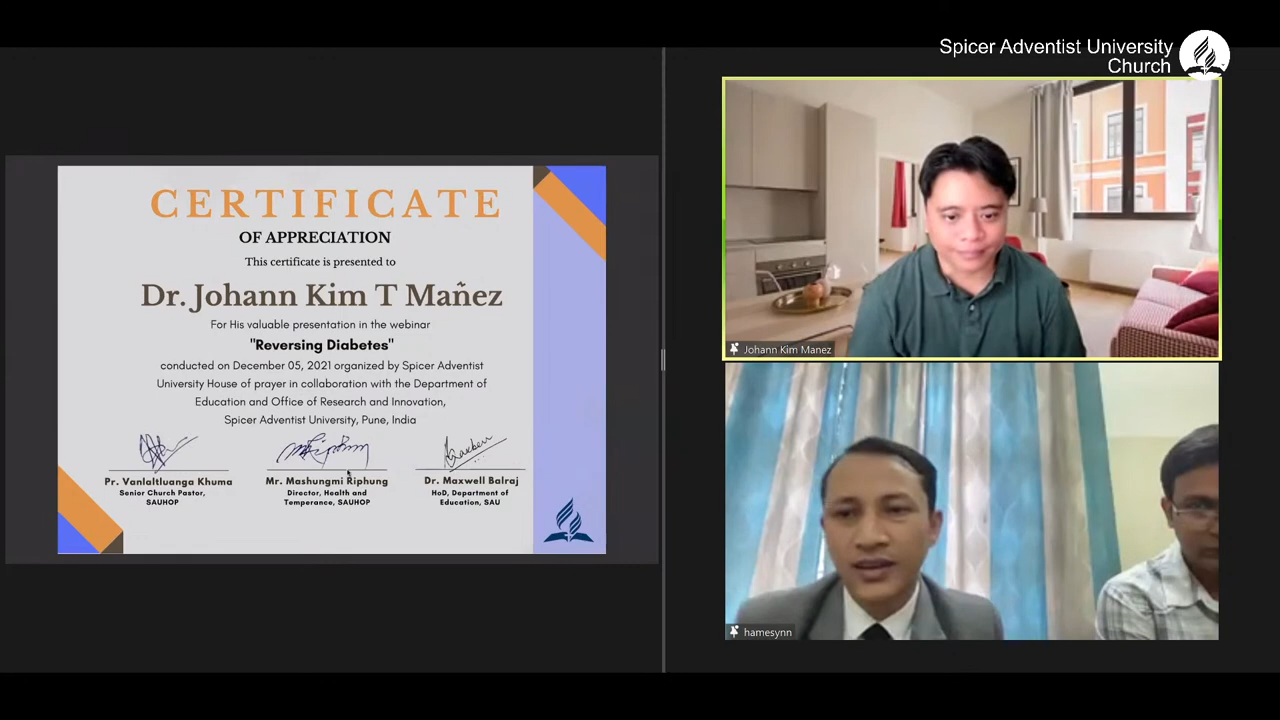 Spicer Adventist University
Church
CERTIFICATE
OF APPRECIATION
This certificate is presented to
Dr. Johann Kim T Mañez
For His valuable presentation in the webinar
"Reversing Diabetes"
conducted on December 05, 2021 organized by Spicer Adventist
University House of prayer in collaboration with the Department of
Education and Office of Research and Innovation,
Spicer Adventist University, Pune, India
Pr. Vanlaltluanga Khuma
Senior Church Pastor,
SAUHOP
Mr. Mashungmi Riphung
Director, Health and
Temperance, SAUHOP
Dr. Maxwell Balraj
HoD, Department of
Education, SAU
Johann Kim Manez
hamesynn